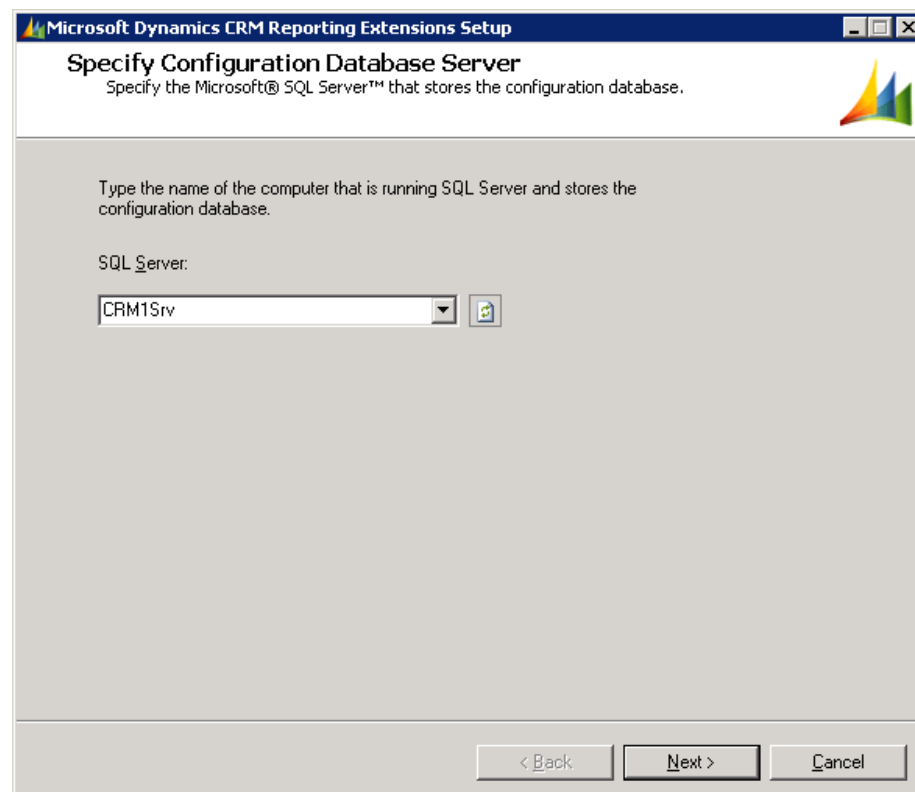 Microsoft Dynamics CRM Reporting Extensions Setup
Specify Configuration Database Server
Specify the Microsoft® SQL Server™ that stores the configuration database.
Type the name of the computer that is running SQL Server and stores the
configuration database.
SQL Server:
CRM1Srv
< Back
Next >
Cancel